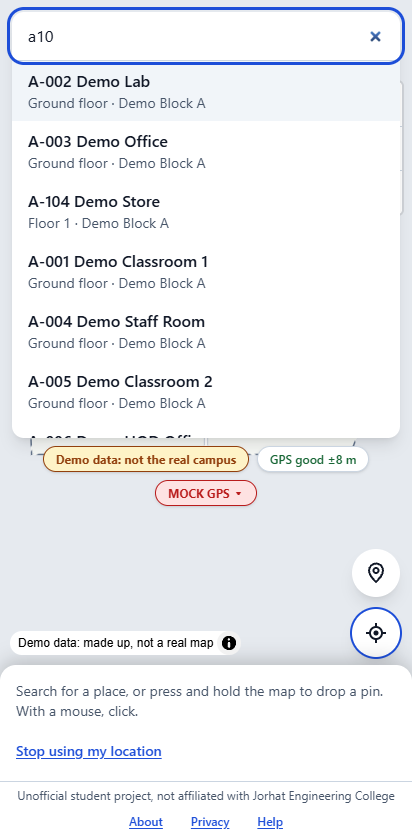 a10
A-002 Demo Lab
Ground floor · Demo Block A
A-003 Demo Office
Ground floor · Demo Block A
A-104 Demo Store
Floor 1 · Demo Block A
A-001 Demo Classroom 1
Ground floor · Demo Block A
A-004 Demo Staff Room
Ground floor · Demo Block A
A-005 Demo Classroom 2
Ground floor · Demo Block A
Demo data: not the real campus
GPS good ±8 m
MOCK GPS
Demo data: made up, not a real map
Search for a place, or press and hold the map to drop a pin.
With a mouse, click.
Stop using my location
Unofficial student project, not affiliated with Jorhat Engineering College
About Privacy Help